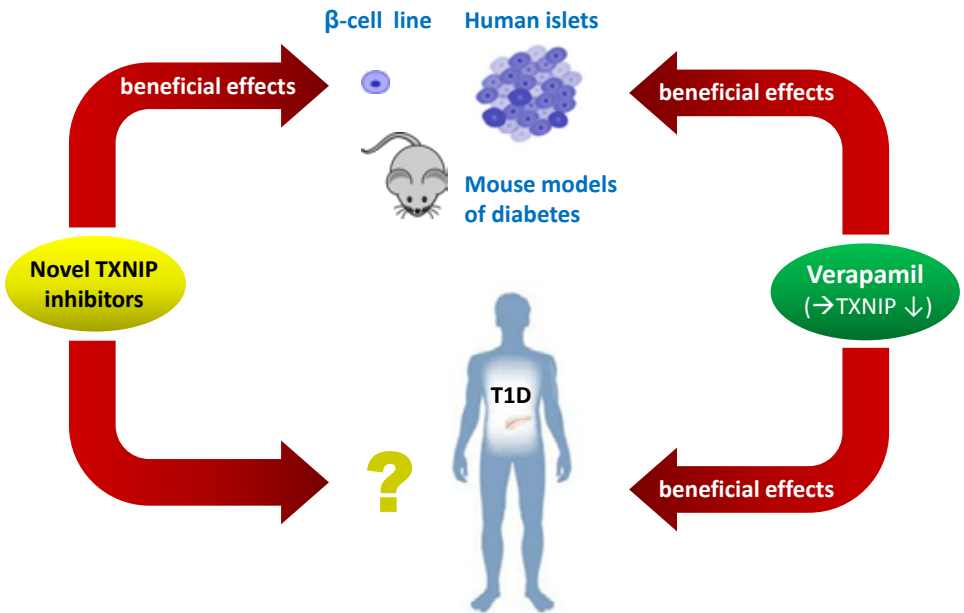 β-cell line
Human islets
beneficial effects
beneficial effects
Mouse models
of diabetes
Novel TXNIP
inhibitors
Verapamil
(→TXNIP ↓)
T1D
?
beneficial effects